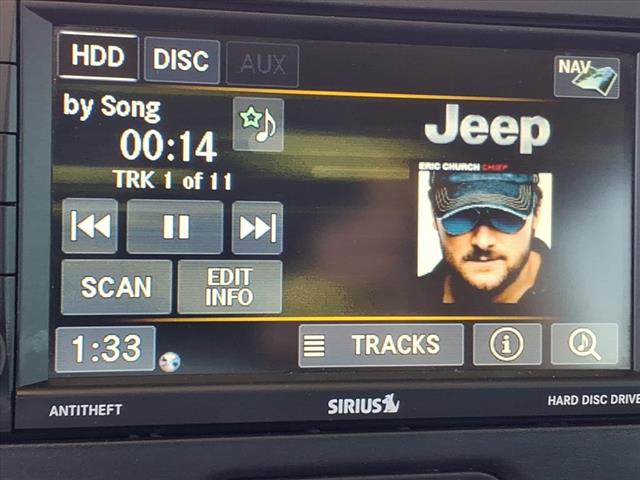 HDD DISC AUX
NAV
by Song
00:14
TRK 1 of 11
Jeep
ERIC CHURCH CHIEF
SCAN
EDIT
INFO
1:33
TRACKS
ANTITHEFT
SIRIUS
HARD DISC DRIVE